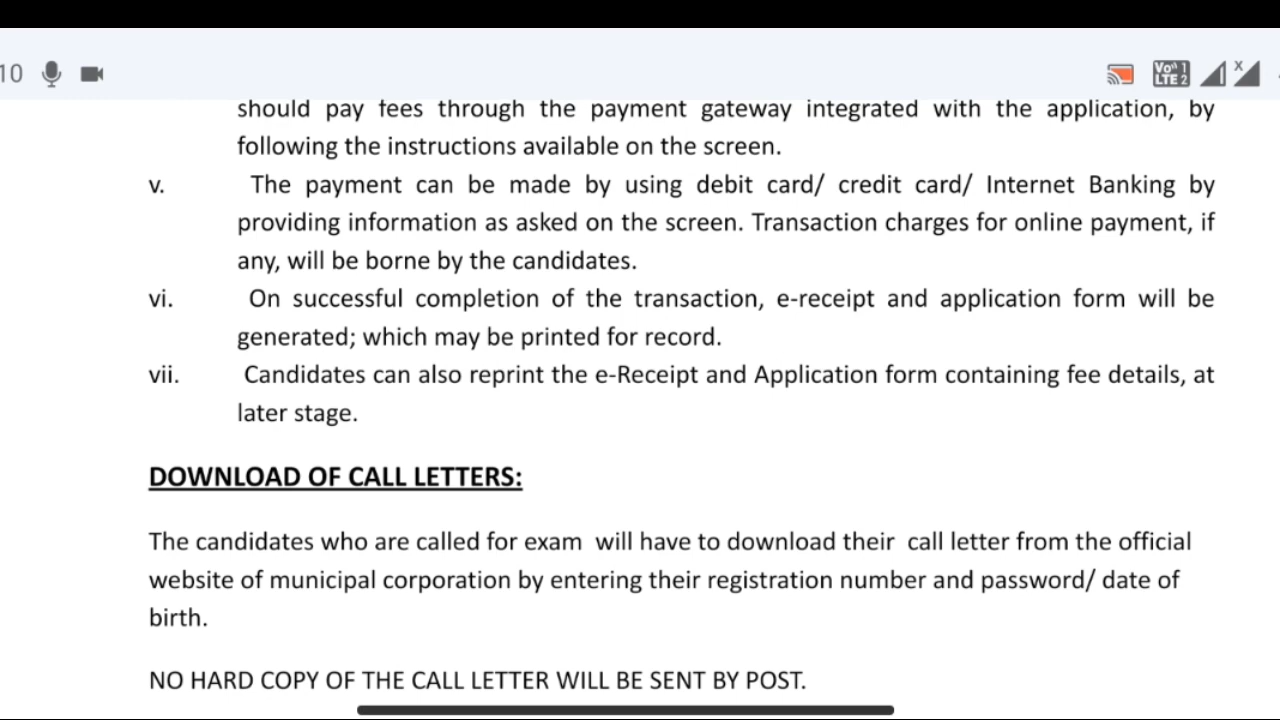 10
Vo)) 1
LTE 2
x
should pay fees through the payment gateway integrated with the application, by
following the instructions available on the screen.
v. The payment can be made by using debit card/ credit card/ Internet Banking by
providing information as asked on the screen. Transaction charges for online payment, if
any, will be borne by the candidates.
vi. On successful completion of the transaction, e-receipt and application form will be
generated; which may be printed for record.
vii. Candidates can also reprint the e-Receipt and Application form containing fee details, at
later stage.
DOWNLOAD OF CALL LETTERS:
The candidates who are called for exam will have to download their call letter from the official
website of municipal corporation by entering their registration number and password/ date of
birth.
NO HARD COPY OF THE CALL LETTER WILL BE SENT BY POST.